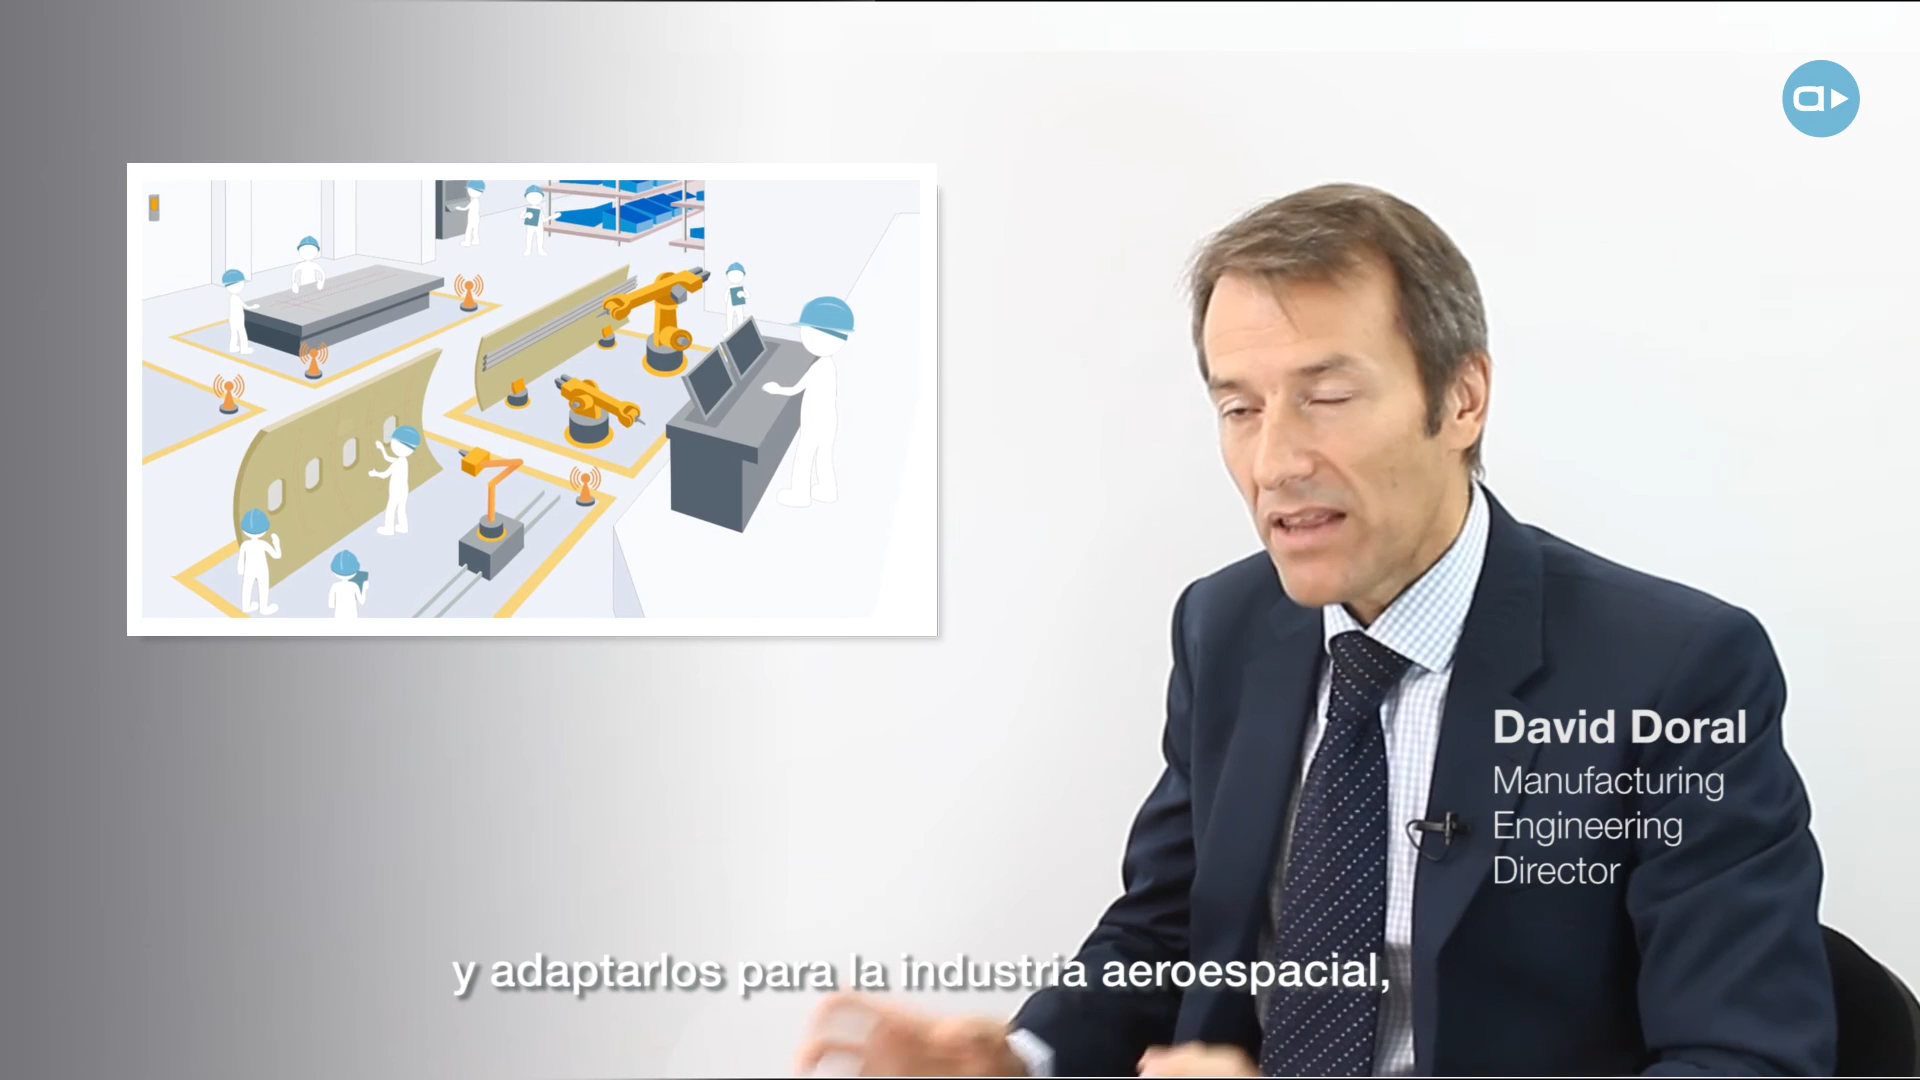 David Doral
Manufacturing
Engineering
Director
y adaptarlos para la industria aeroespacial,